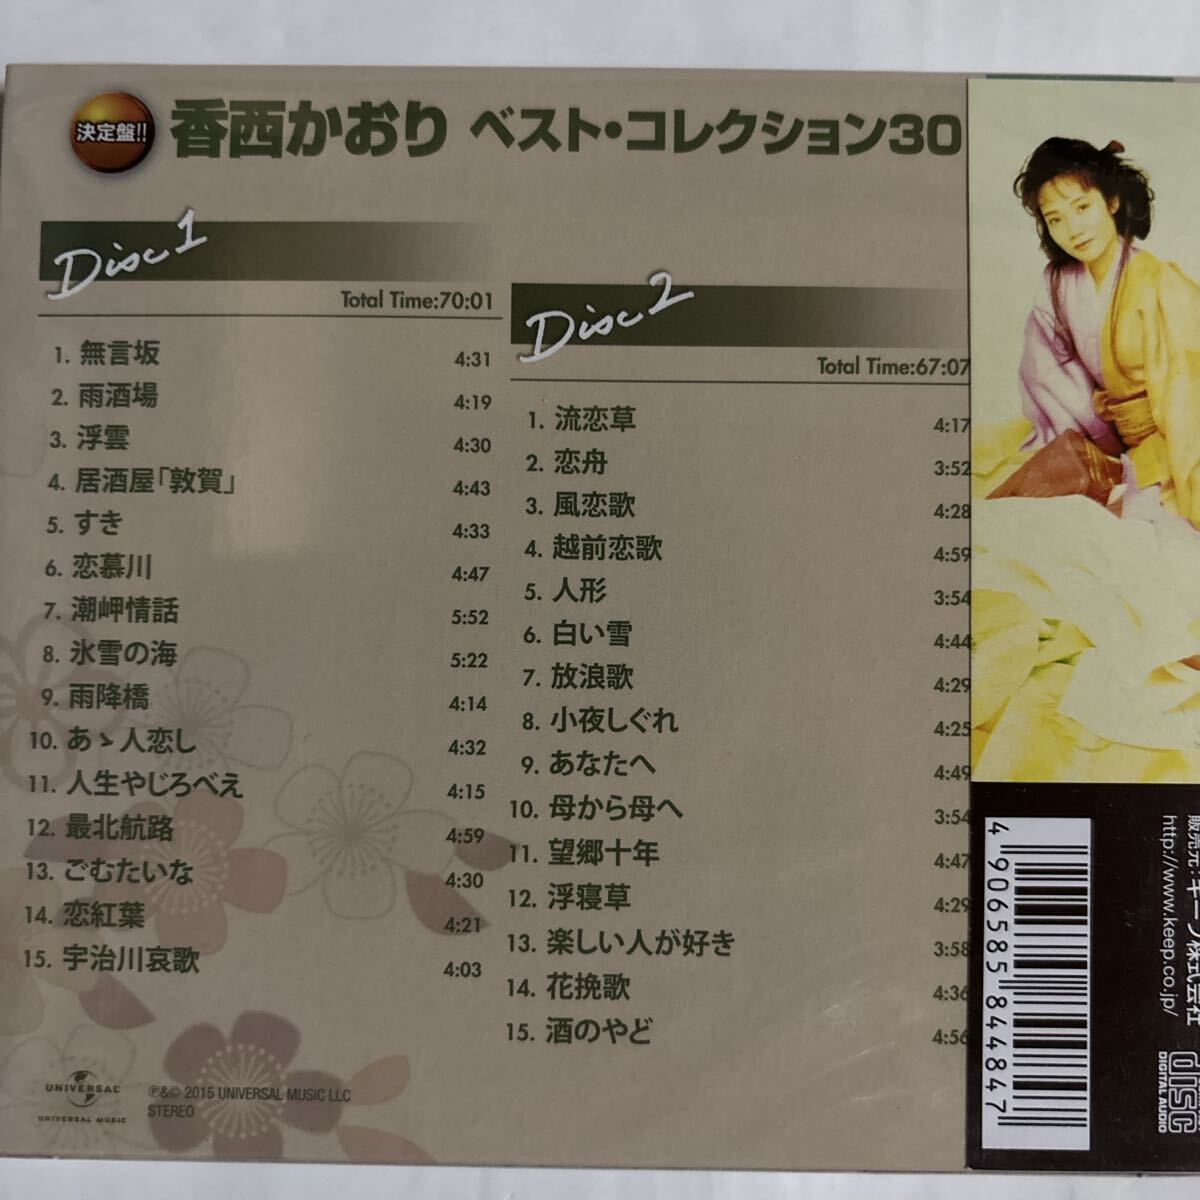 決定盤!!
香西かおり ベスト・コレクション30
Disc1
Total Time:70:01
1. 無言坂 4:31
2. 雨酒場 4:19
3. 浮雲 4:30
4. 居酒屋「敦賀」 4:43
5. すき 4:33
6. 恋慕川 4:47
7. 潮岬情話 5:52
8. 氷雪の海 5:22
9. 雨降橋 4:14
10. あゝ人恋し 4:32
11. 人生やじろべえ 4:15
12. 最北航路 4:59
13. ごむたいな 4:30
14. 恋紅葉 4:21
15. 宇治川哀歌 4:03
Disc2
Total Time:67:07
1. 流恋草 4:17
2. 恋舟 3:52
3. 風恋歌 4:28
4. 越前恋歌 4:59
5. 人形 3:54
6. 白い雪 4:44
7. 放浪歌 4:29
8. 小夜しぐれ 4:25
9. あなたへ 4:49
10. 母から母へ 3:54
11. 望郷十年 4:47
12. 浮寝草 4:29
13. 楽しい人が好き 3:58
14. 花挽歌 4:36
15. 酒のやど 4:56
UNIVERSAL
UNIVERSAL MUSIC
℗&© 2015 UNIVERSAL MUSIC LLC
STEREO
4906585844847
販売元:キープ株式会社
http://www.keep.co.jp/
disc
DIGITAL AUDIO